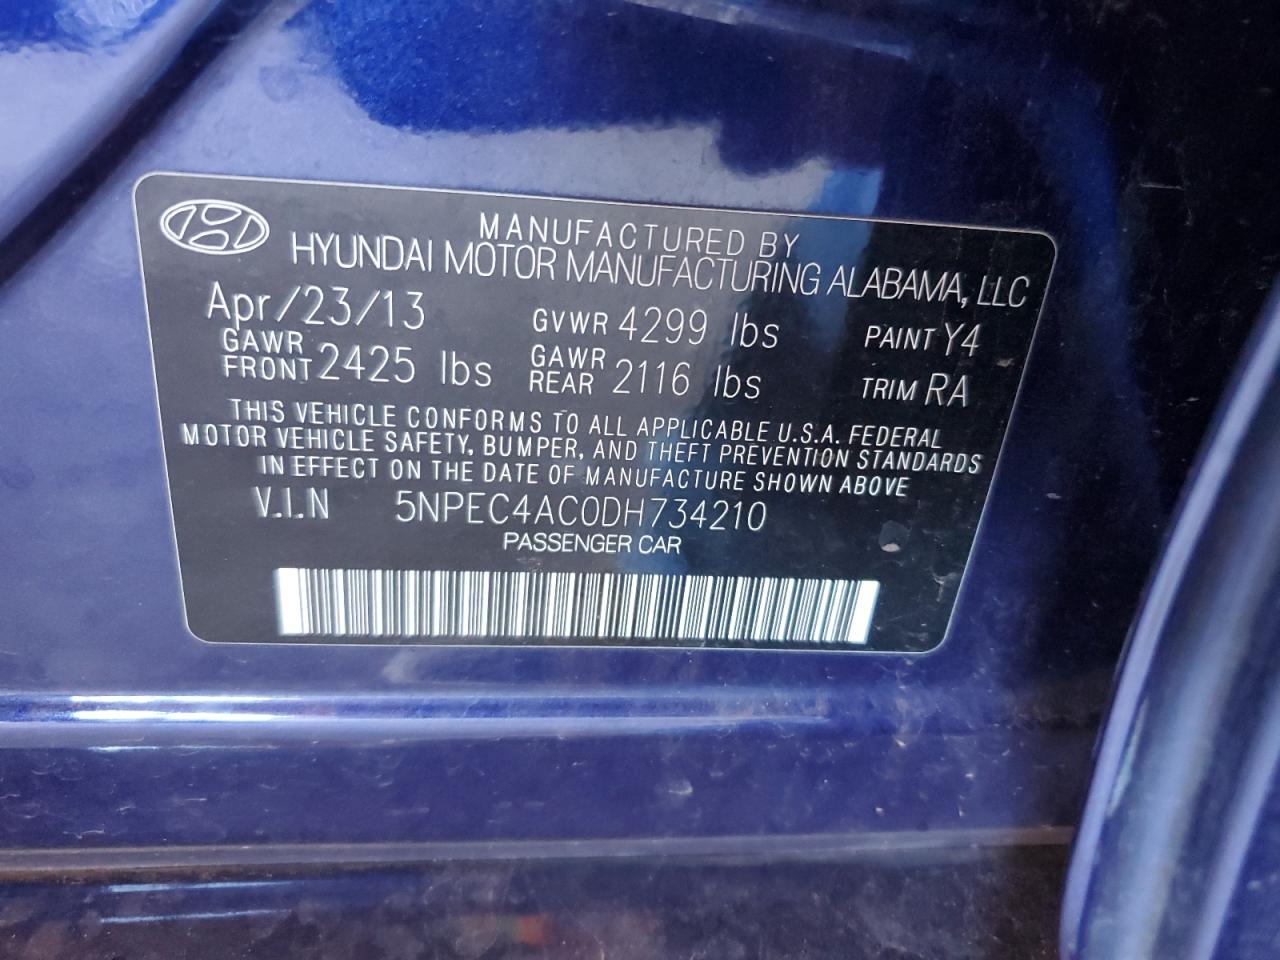 MANUFACTURED BY
HYUNDAI MOTOR MANUFACTURING ALABAMA, LLC
Apr/23/13 GVWR 4299 lbs PAINT Y4
GAWR FRONT 2425 lbs GAWR REAR 2116 lbs TRIM RA
THIS VEHICLE CONFORMS TO ALL APPLICABLE U.S.A. FEDERAL
MOTOR VEHICLE SAFETY, BUMPER, AND THEFT PREVENTION STANDARDS
IN EFFECT ON THE DATE OF MANUFACTURE SHOWN ABOVE
V.I.N 5NPEC4AC0DH734210
PASSENGER CAR